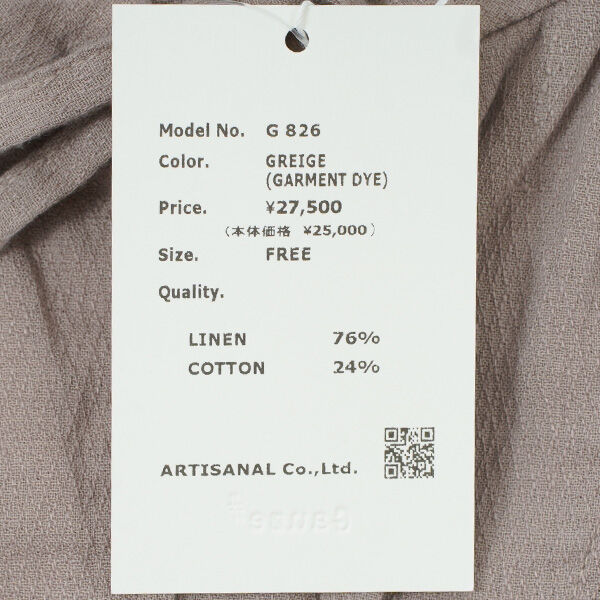 Model No. G 826
Color. GREIGE
(GARMENT DYE)
Price. ¥27,500
(本体価格 ¥25,000)
Size. FREE
Quality.
LINEN 76%
COTTON 24%
ARTISANAL Co.,Ltd.
Gauze#